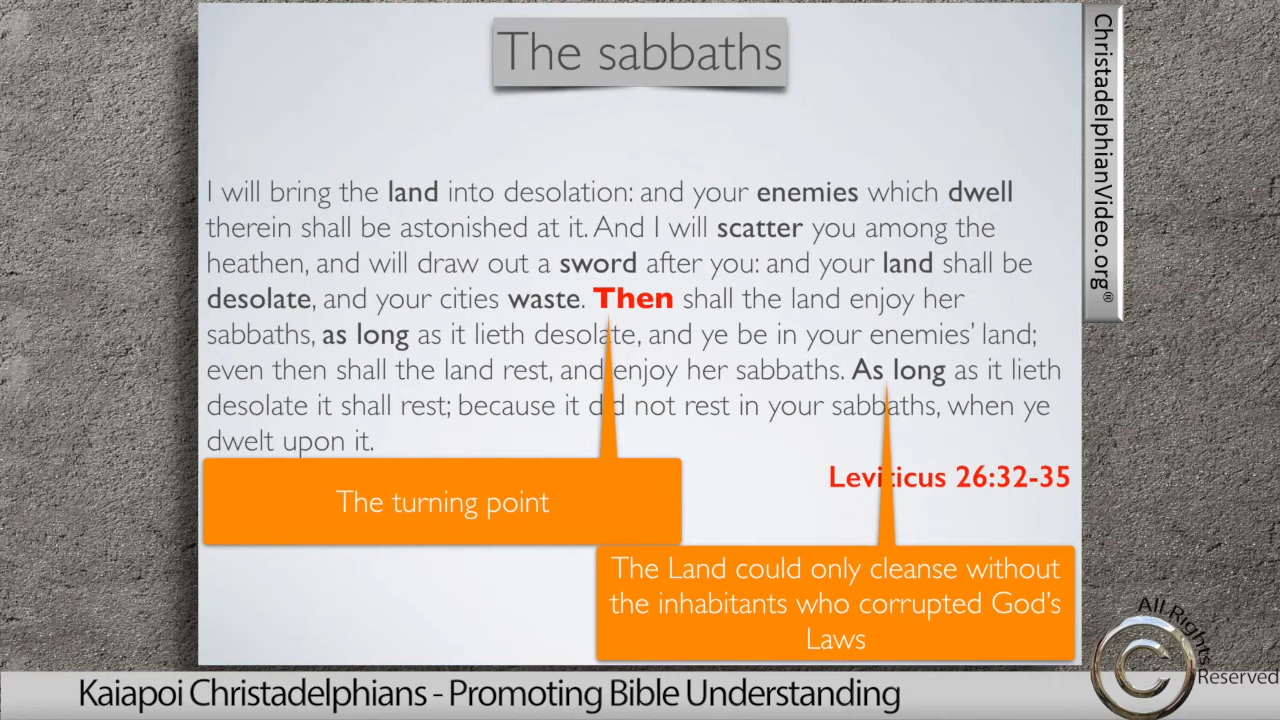 The sabbaths
ChristadelphianVideo.org®
I will bring the land into desolation: and your enemies which dwell
therein shall be astonished at it. And I will scatter you among the
heathen, and will draw out a sword after you: and your land shall be
desolate, and your cities waste. Then shall the land enjoy her
sabbaths, as long as it lieth desolate, and ye be in your enemies' land;
even then shall the land rest, and enjoy her sabbaths. As long as it lieth
desolate it shall rest; because it did not rest in your sabbaths, when ye
dwelt upon it.
Leviticus 26:32-35
The turning point
The Land could only cleanse without
the inhabitants who corrupted God's
Laws
All Rights
C
Reserved
Kaiapoi Christadelphians - Promoting Bible Understanding